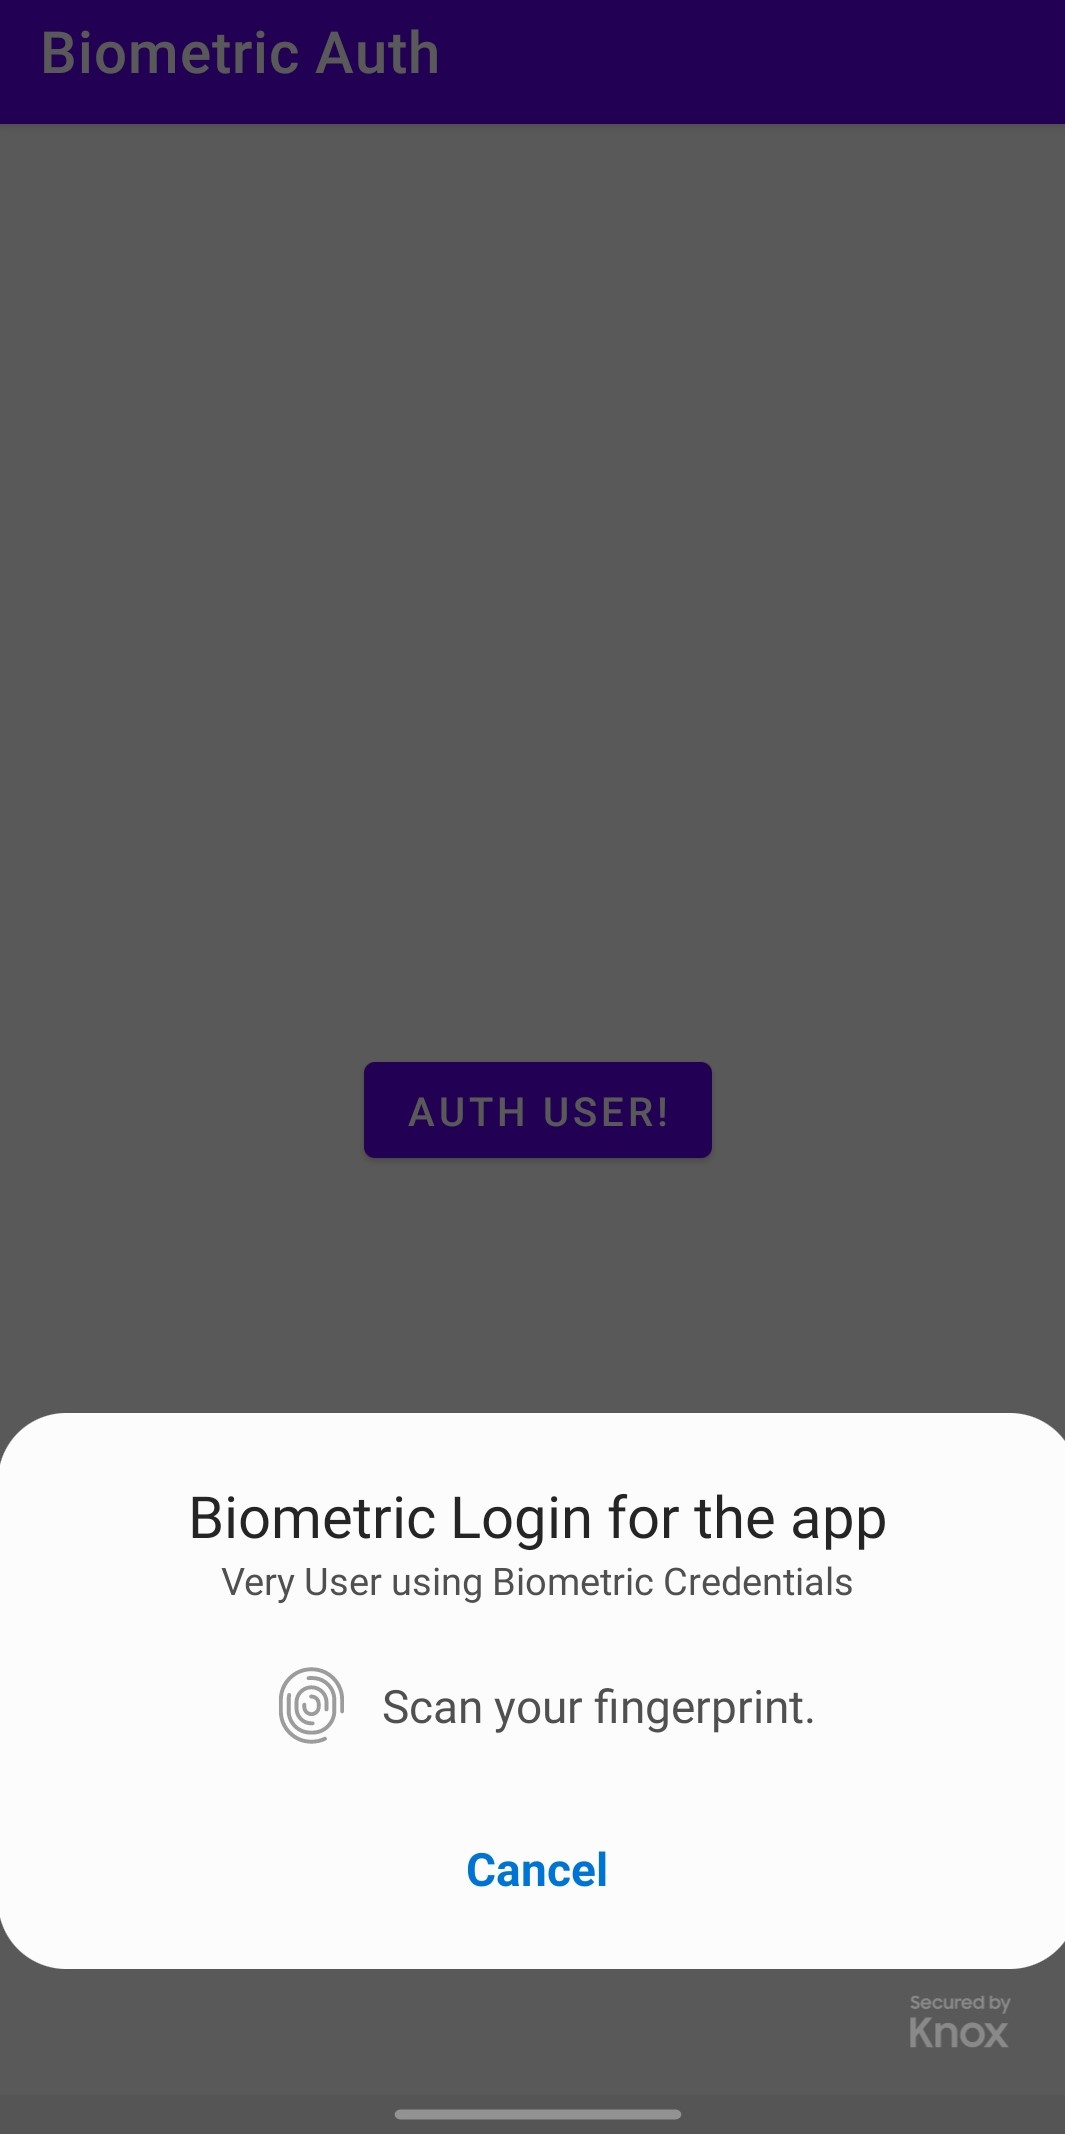 Biometric Auth
AUTH USER!
Biometric Login for the app
Very User using Biometric Credentials
Scan your fingerprint.
Cancel
Secured by
Knox